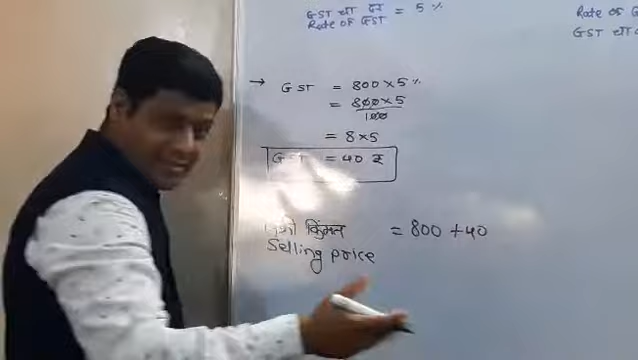 GST चा दर = 5 %
Rate of GST
Rate of
GST चा
→ GST = 800 × 5 %
= 800 × 5
100
= 8 × 5
GST = 40 ₹
किंमत = 800 + 40
Selling price